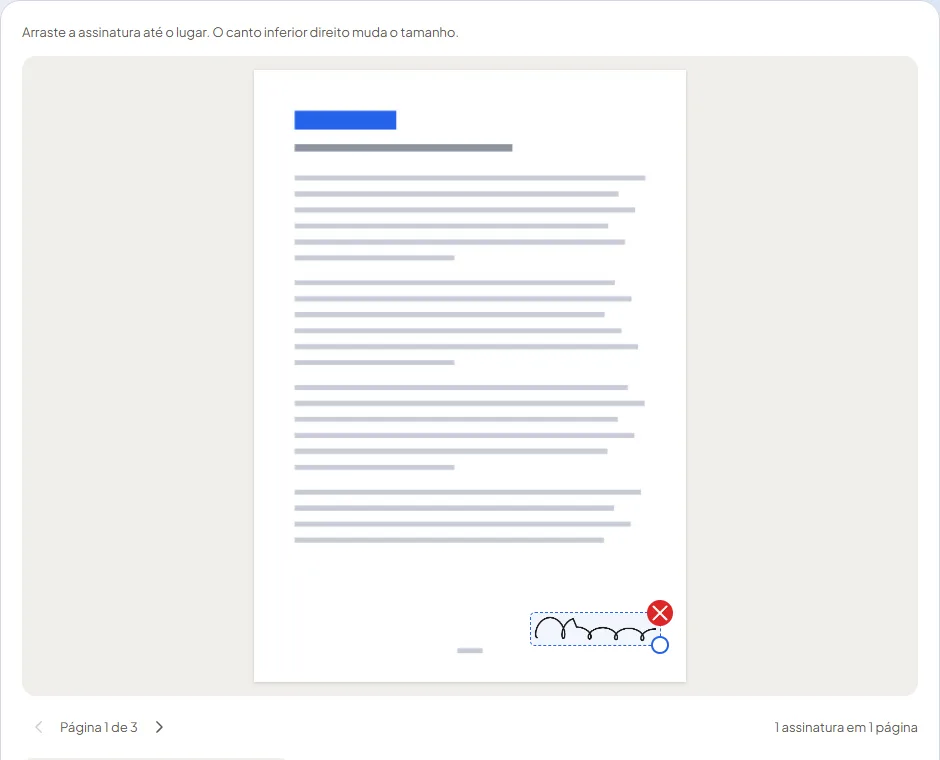 Arraste a assinatura até o lugar. O canto inferior direito muda o tamanho.
Página 1 de 3
1 assinatura em 1 página